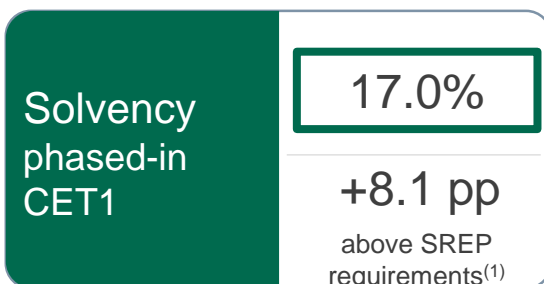 Solvency
phased-in
CET1
17.0%
+8.1 pp
above SREP
requirements(1)